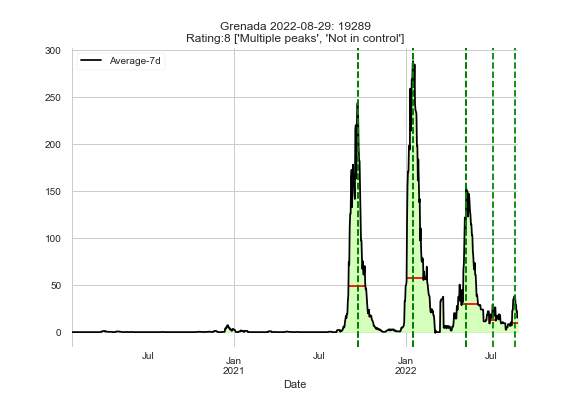 Grenada 2022-08-29: 19289
Rating:8 ['Multiple peaks', 'Not in control']
Average-7d
300
250
200
150
100
50
0
Jul
Jan
2021
Jul
Jan
2022
Jul
Date